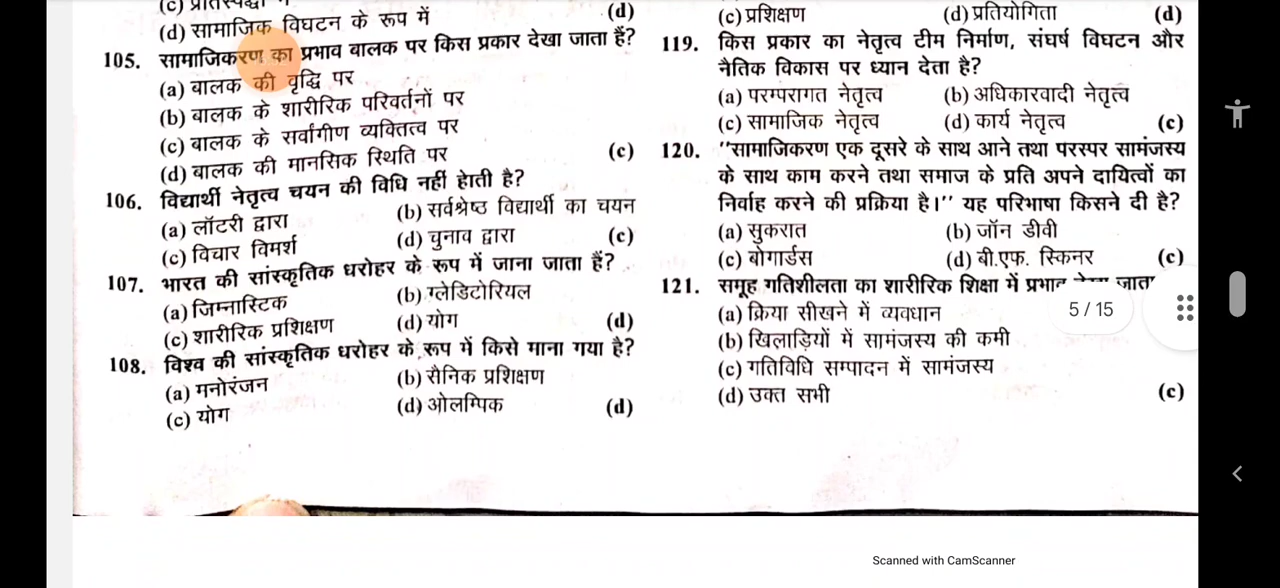 (d) सामाजिक विघटन के रूप में (d)
105. सामाजिकरण का प्रभाव बालक पर किस प्रकार देखा जाता हैं?
(a) बालक की वृद्धि पर
(b) बालक के शारीरिक परिवर्तनों पर
(c) बालक के सर्वांगीण व्यक्तित्व पर
(d) बालक की मानसिक स्थिति पर (c)
106. विद्यार्थी नेतृत्व चयन की विधि नहीं हेाती है?
(a) लॉटरी द्वारा (b) सर्वश्रेष्ठ विद्यार्थी का चयन
(c) विचार विमर्श (d) चुनाव द्वारा (c)
107. भारत की सांस्कृतिक धरोहर के रूप में जाना जाता हैं?
(a) जिम्नास्टिक (b) ग्लेडिटोरियल
(c) शारीरिक प्रशिक्षण (d) योग (d)
108. विश्व की सांस्कृतिक धरोहर के रूप में किसे माना गया है?
(a) मनोरंजन (b) सैनिक प्रशिक्षण
(c) योग (d) ओलम्पिक (d)
(c) प्रशिक्षण (d) प्रतियोगिता (d)
119. किस प्रकार का नेतृत्व टीम निर्माण, संघर्ष विघटन और
नैतिक विकास पर ध्यान देता है?
(a) परम्परागत नेतृत्व (b) अधिकारवादी नेतृत्व
(c) सामाजिक नेतृत्व (d) कार्य नेतृत्व (c)
120. ''सामाजिकरण एक दूसरे के साथ आने तथा परस्पर सामंजस्य
के साथ काम करने तथा समाज के प्रति अपने दायित्वों का
निर्वाह करने की प्रक्रिया है।'' यह परिभाषा किसने दी है?
(a) सुकरात (b) जॉन डीवी
(c) बोगार्डस (d) बी.एफ. स्किनर (c)
121. समूह गतिशीलता का शारीरिक शिक्षा में
(a) क्रिया सीखने में व्यवधान
(b) खिलाड़ियों में सामंजस्य की कमी
(c) गतिविधि सम्पादन में सामंजस्य
(d) उक्त सभी (c)
5 / 15
Scanned with CamScanner